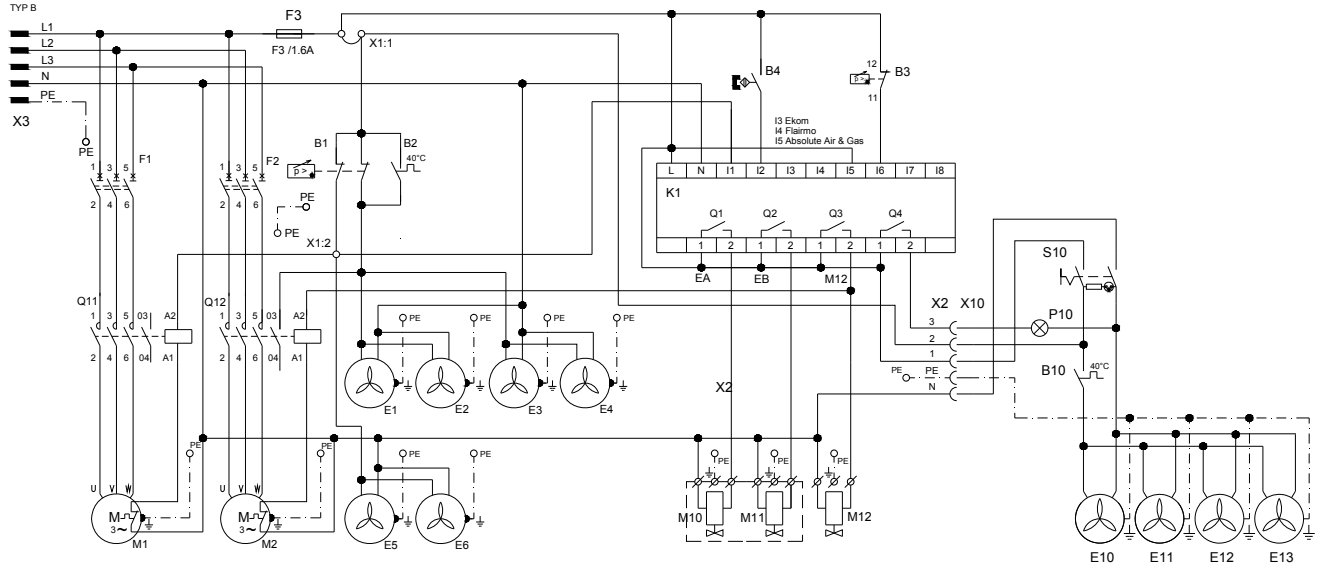 TYP B
L1
L2
L3
N
PE
X3
PE
F3
F3 /1.6A
X1:1
F1
1 3 5
2 4 6
F2
1 3 5
2 4 6
B1
p >
B2
40°C
PE
PE
X1:2
B4
12
B3
p >
11
I3 Ekom
I4 Flairmo
I5 Absolute Air & Gas
L N I1 I2 I3 I4 I5 I6 I7 I8
K1
Q1 Q2 Q3 Q4
1 2 1 2 1 2 1 2
EA EB M12
Q11
1 3 5 03 A2
2 4 6 04 A1
Q12
1 3 5 03 A2
2 4 6 04 A1
PE PE
E1 E2 E3 E4
X2
X2 X10
3
2
1
PE PE
N
S10
P10
B10
40°C
PE PE PE PE
U V W
M
3 ~
M1
U V W
M
3 ~
M2
E5 E6
PE PE PE
M10 M11 M12
E10 E11 E12 E13